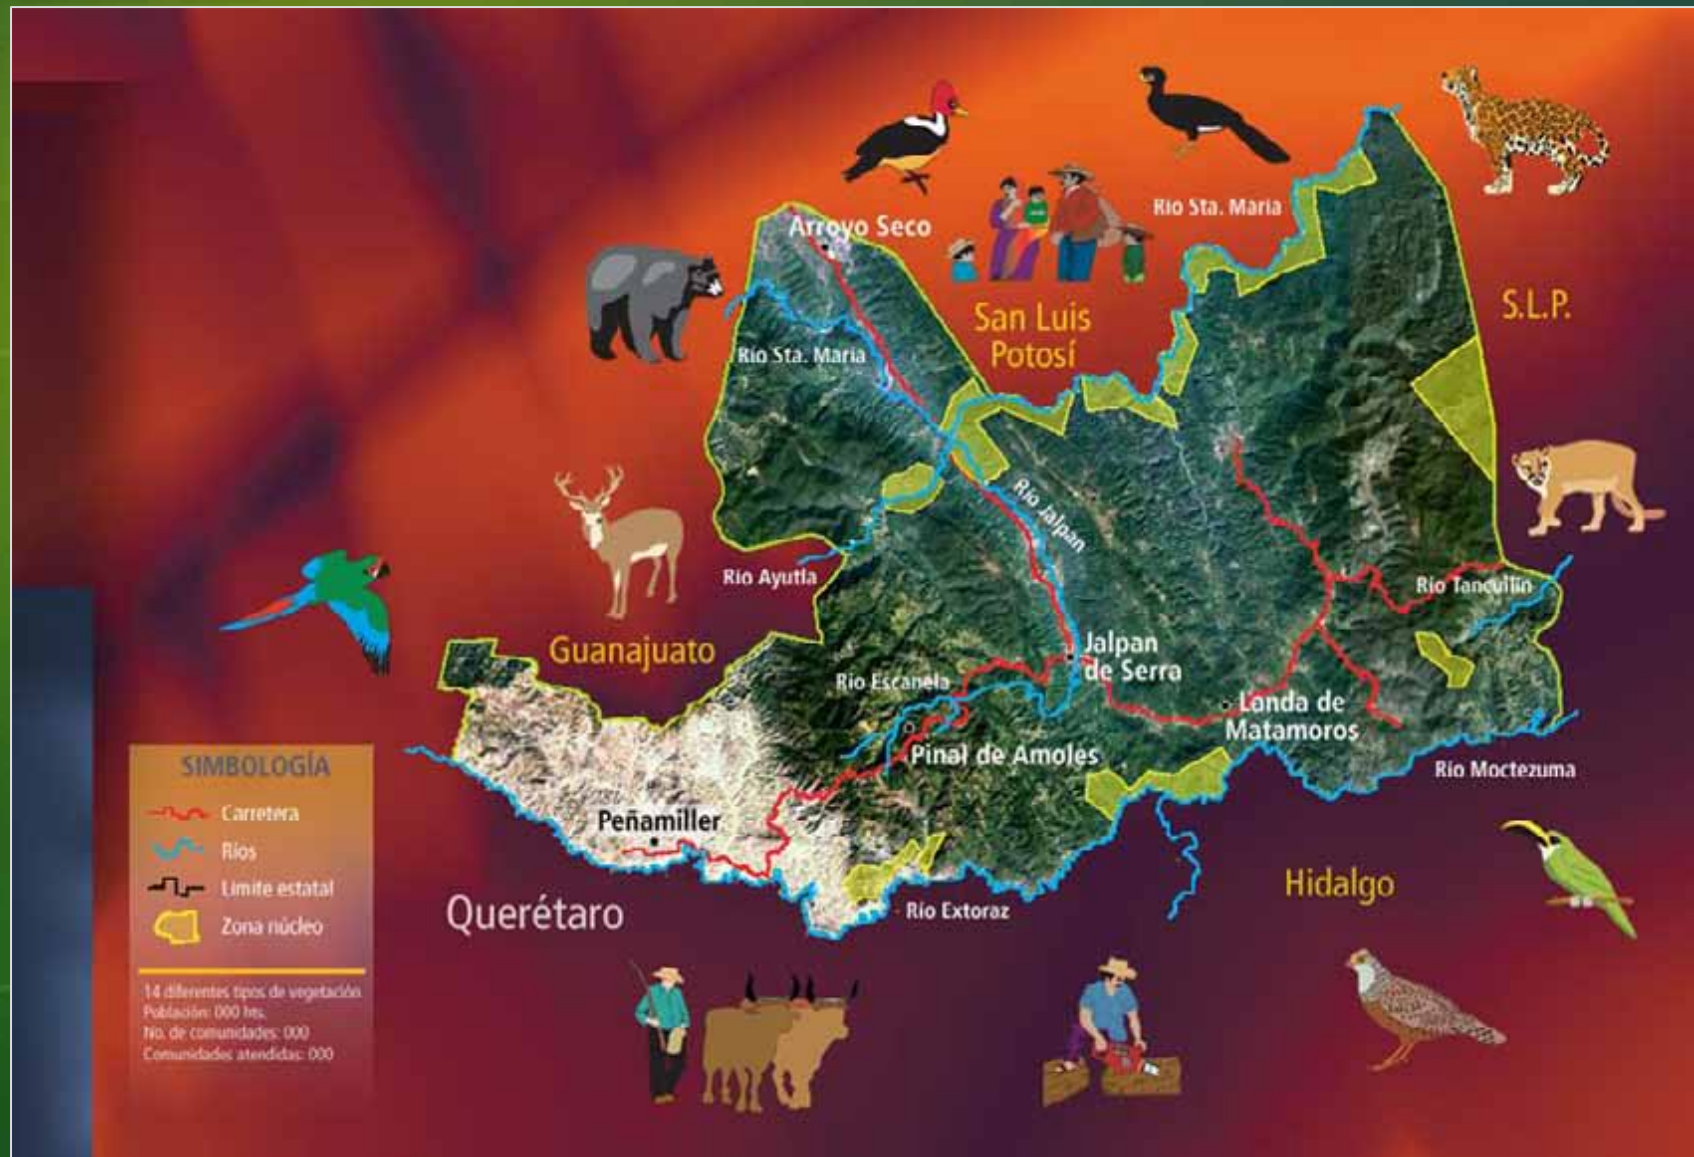 Arroyo Seco
Río Sta. María
San Luis
Potosí
S.L.P.
Río Sta. María
Río Jalpan
Río Ayutla
Río Tancuilín
Guanajuato
Jalpan
de Serra
Río Escanela
Landa de
Matamoros
Pinal de Amoles
Río Moctezuma
Peñamiller
Querétaro
Río Extoraz
Hidalgo
SIMBOLOGÍA
Carretera
Ríos
Límite estatal
Zona núcleo
14 diferentes tipos de vegetación
Población: 000 hts.
No. de comunidades: 000
Comunidades atendidas: 000